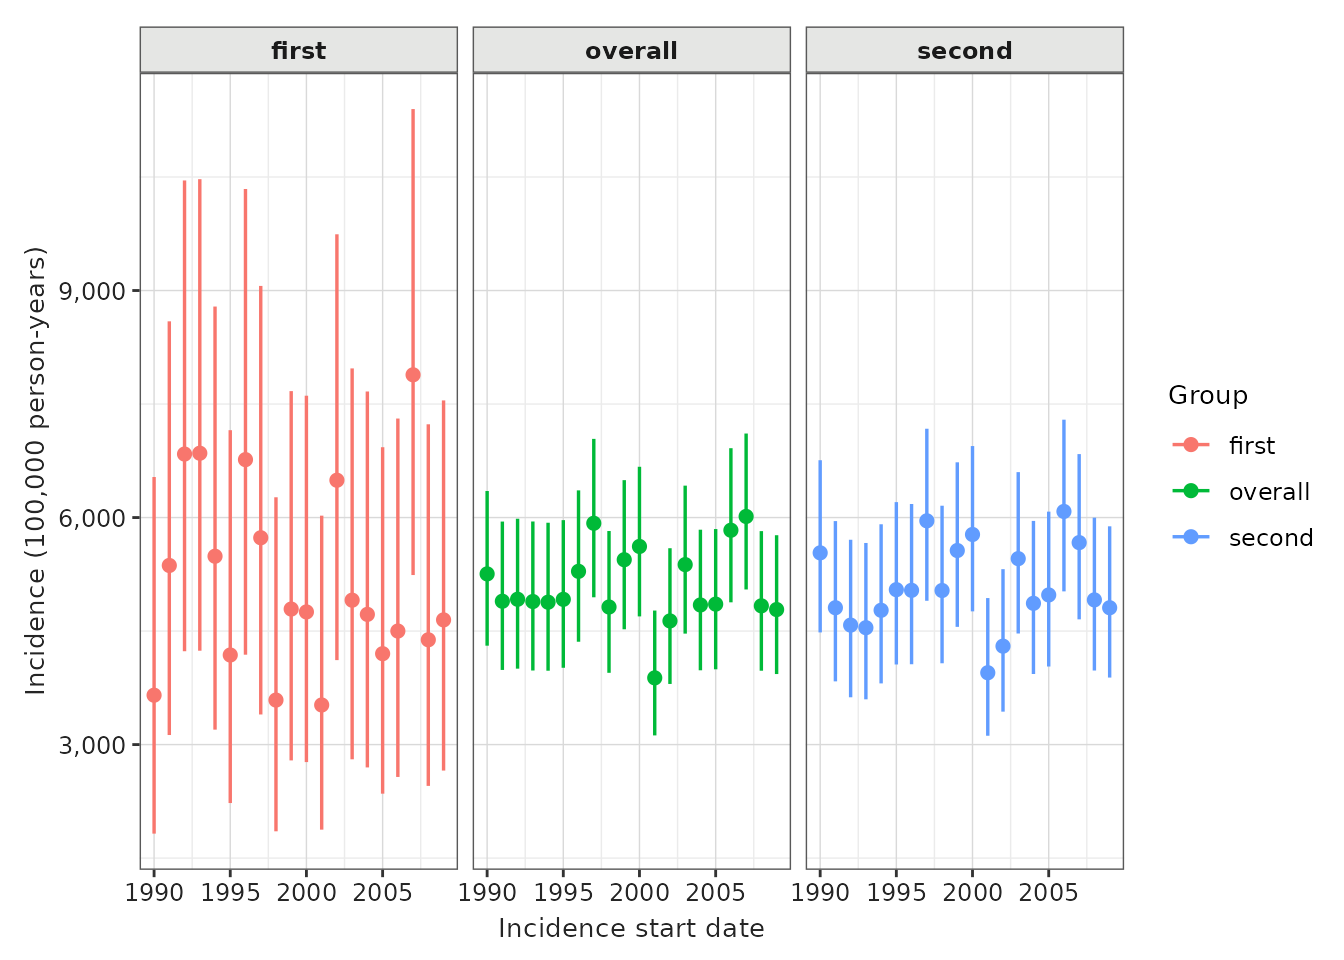 first overall second
Incidence (100,000 person-years)
9,000
6,000
3,000
1990 1995 2000 2005 1990 1995 2000 2005 1990 1995 2000 2005
Incidence start date
Group
first
overall
second